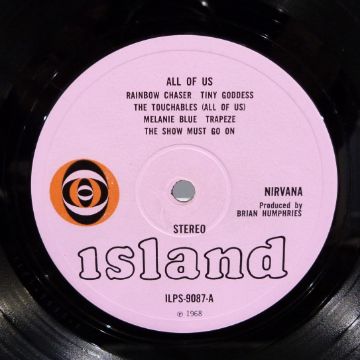 ALL OF US
RAINBOW CHASER TINY GODDESS
THE TOUCHABLES (ALL OF US)
MELANIE BLUE TRAPEZE
THE SHOW MUST GO ON
NIRVANA
Produced by
BRIAN HUMPHRIES
STEREO
island
ILPS-9087-A
℗ 1968